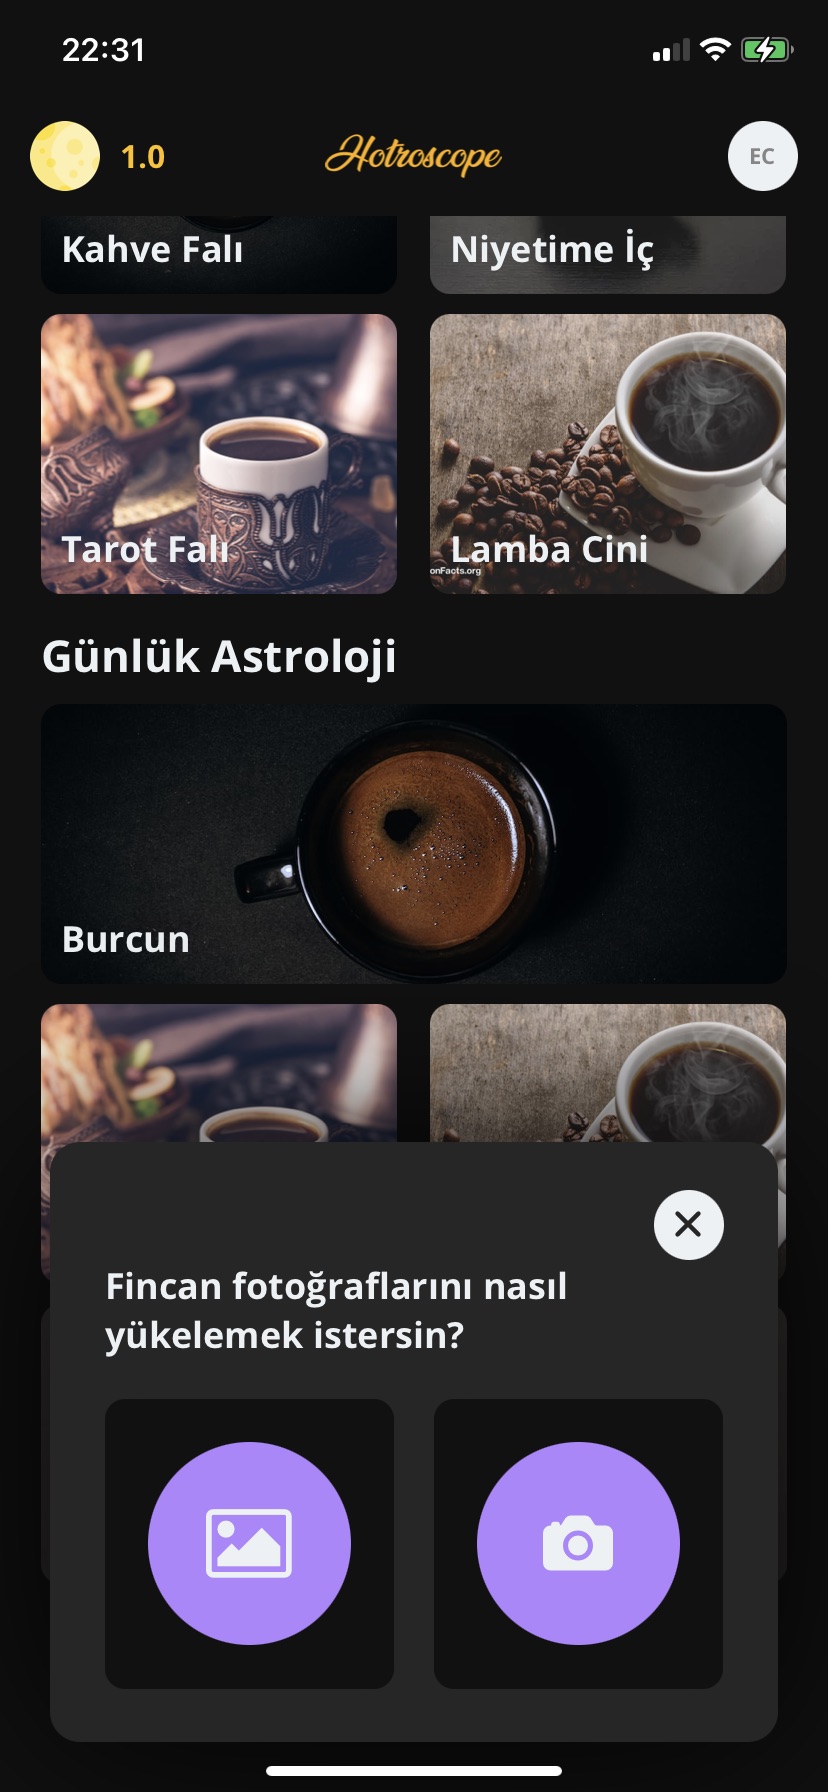 22:31
1.0
Hotroscope
EC
Kahve Falı
Niyetime İç
Tarot Falı
Lamba Cini
onFacts.org
Günlük Astroloji
Burcun
Fincan fotoğraflarını nasıl
yükelemek istersin?